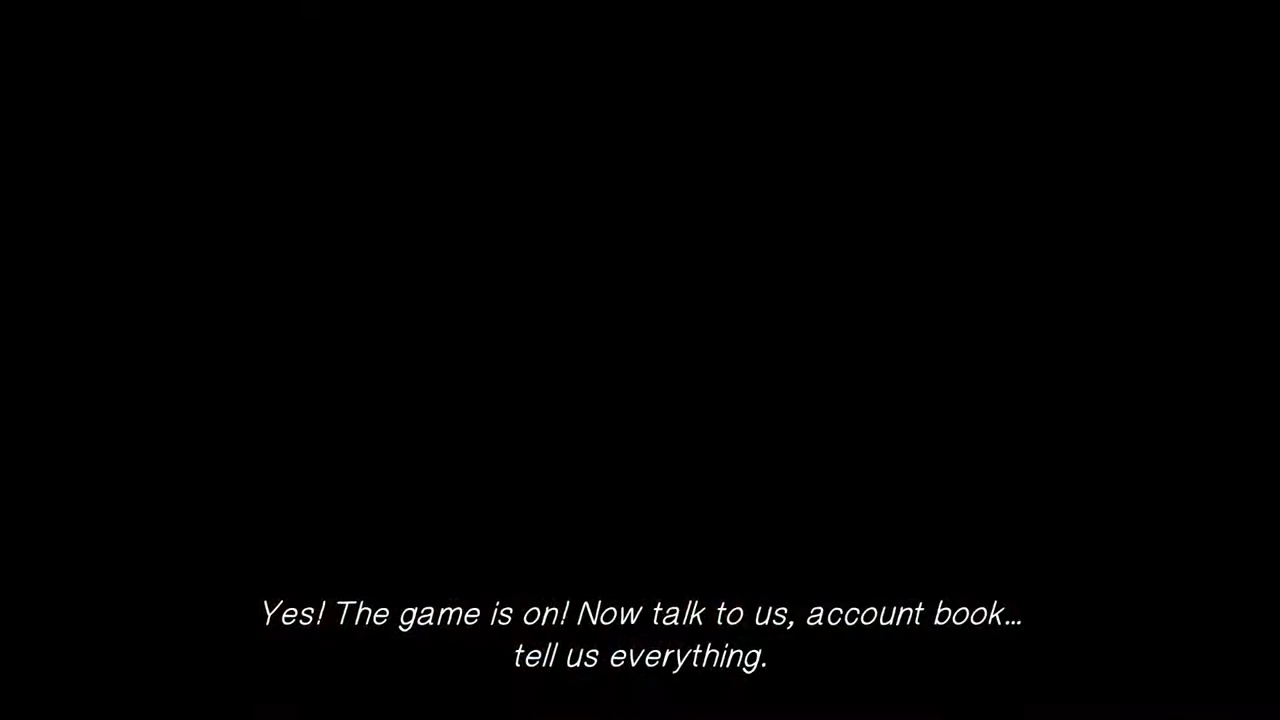 Yes! The game is on! Now talk to us, account book...
tell us everything.